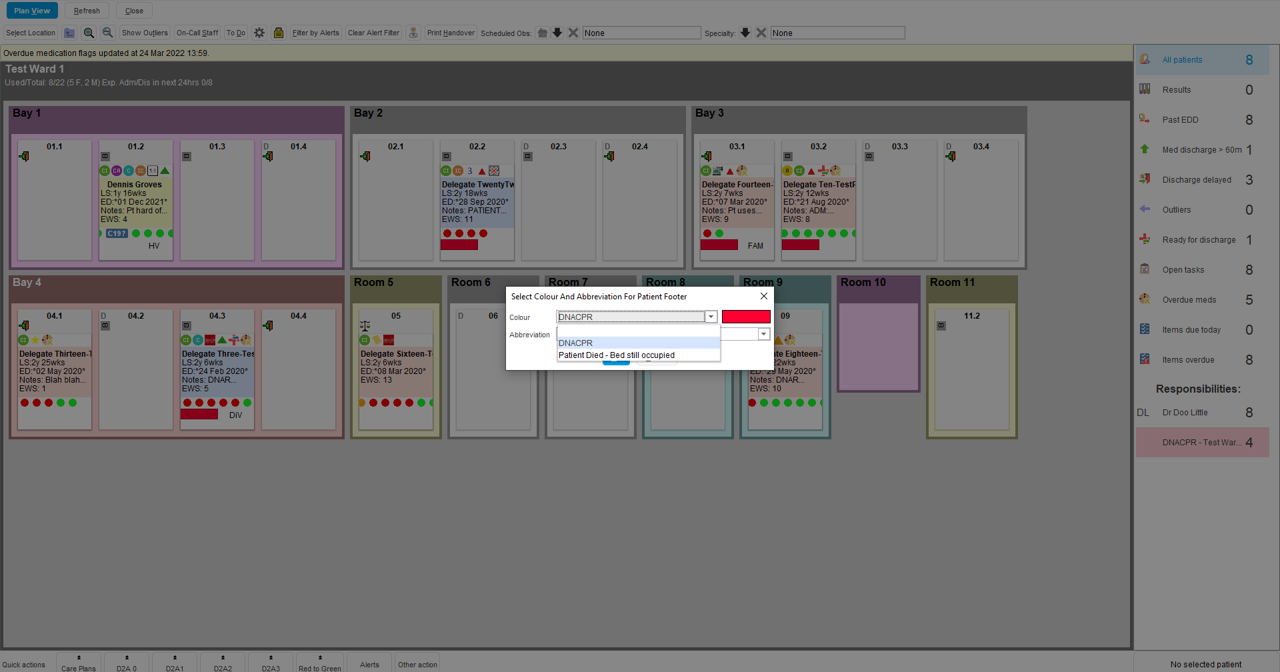 Plan View Refresh Close
Select Location Show Outliers On-Call Staff To Do Filter by Alerts Clear Alert Filter Print Handover Scheduled Obs: None Specialty: None
Overdue medication flags updated at 24 Mar 2022 13:59.
Test Ward 1
Used/Total: 8/22 (5 F, 2 M) Exp. Adm/Dis in next 24hrs 0/8
Bay 1
01.1
01.2
Dennis Groves
LS:1y 16wks
ED:*01 Dec 2021*
Notes: Pt hard of...
EWS: 4
C19?
HV
01.3
D 01.4
Bay 2
02.1
D 02.2
Delegate TwentyTw
LS:2y 18wks
ED:*28 Sep 2020*
Notes: PATIENT...
EWS: 11
D 02.3
D 02.4
Bay 3
03.1
Delegate Fourteen-
LS:2y 7wks
ED:*07 Mar 2020*
Notes: Pt uses...
EWS: 9
FAM
D 03.2
Delegate Ten-TestP
LS:2y 12wks
ED:*21 Aug 2020*
Notes: ADM:...
EWS: 8
D 03.3
D 03.4
Bay 4
04.1
Delegate Thirteen-T
LS:2y 25wks
ED:*02 May 2020*
Notes: Blah blah...
EWS: 1
D 04.2
D 04.3
Delegate Three-Tes
LS:2y 6wks
ED:*24 Feb 2020*
Notes: DNAR...
EWS: 5
DIV
04.4
Room 5
05
Delegate Sixteen-T
LS:2y 6wks
ED:*08 Mar 2020*
EWS: 13
Room 6
D 06
Room 7
Room 8
Room 9
09
Eighteen-
29 May 2020*
Notes: DNAR...
EWS: 10
Room 10
Room 11
11.2
Select Colour And Abbreviation For Patient Footer
Colour DNACPR
Abbreviation
DNACPR
Patient Died - Bed still occupied
All patients 8
Results 0
Past EDD 8
Med discharge > 60m 1
Discharge delayed 3
Outliers 0
Ready for discharge 1
Open tasks 8
Overdue meds 5
Items due today 0
Items overdue 8
Responsibilities:
DL Dr Doo Little 8
DNACPR - Test War... 4
Quick actions Care Plans D2A 0 D2A1 D2A2 D2A3 Red to Green Alerts Other action
No selected patient